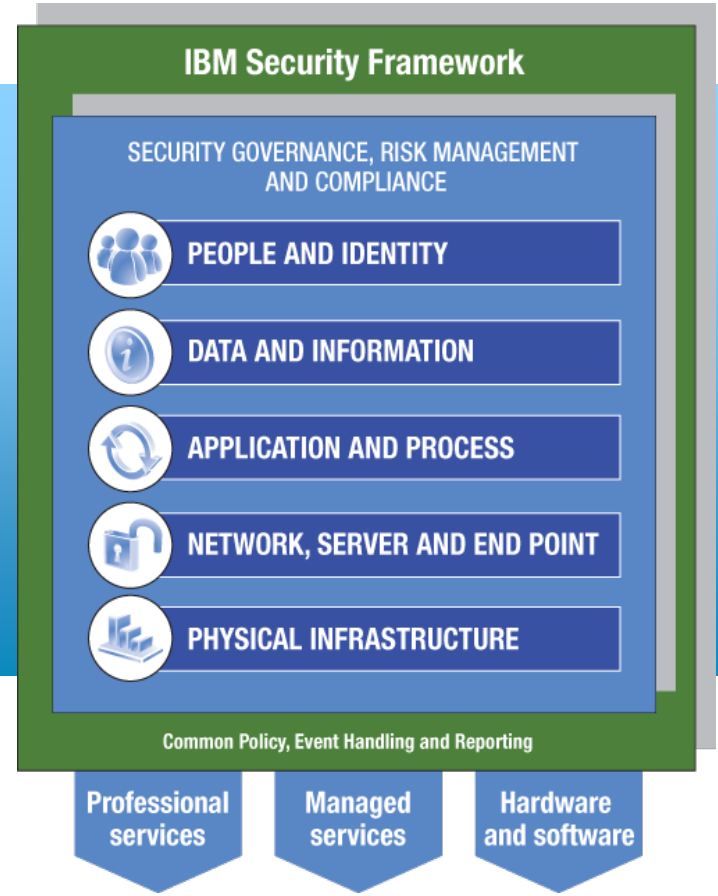 IBM Security Framework
SECURITY GOVERNANCE, RISK MANAGEMENT
AND COMPLIANCE
PEOPLE AND IDENTITY
DATA AND INFORMATION
APPLICATION AND PROCESS
NETWORK, SERVER AND END POINT
PHYSICAL INFRASTRUCTURE
Common Policy, Event Handling and Reporting
Professional
services
Managed
services
Hardware
and software